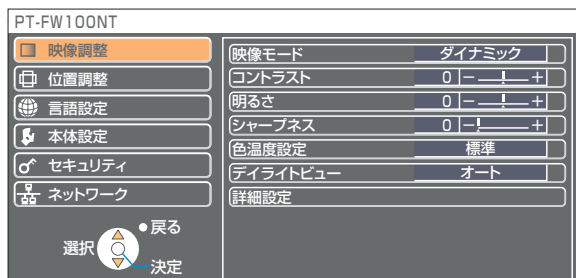 PT-FW100NT
映像調整
位置調整
言語設定
本体設定
セキュリティ
ネットワーク
戻る
選択
決定
映像モード ダイナミック
コントラスト 0 − +
明るさ 0 − +
シャープネス 0 − +
色温度設定 標準
デイライトビュー オート
詳細設定